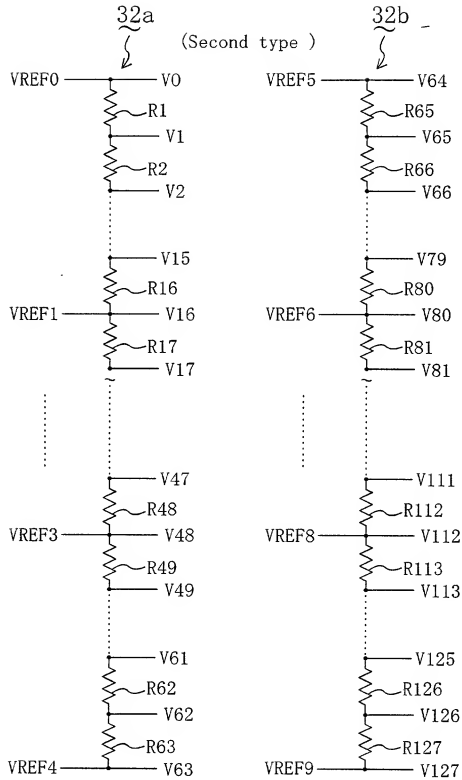 32a 32b
(Second type )
VREF0 V0 VREF5 V64
R1 R65
V1 V65
R2 R66
V2 V66
V15 V79
R16 R80
VREF1 V16 VREF6 V80
R17 R81
V17 V81
V47 V111
R48 R112
VREF3 V48 VREF8 V112
R49 R113
V49 V113
V61 V125
R62 R126
V62 V126
R63 R127
VREF4 V63 VREF9 V127